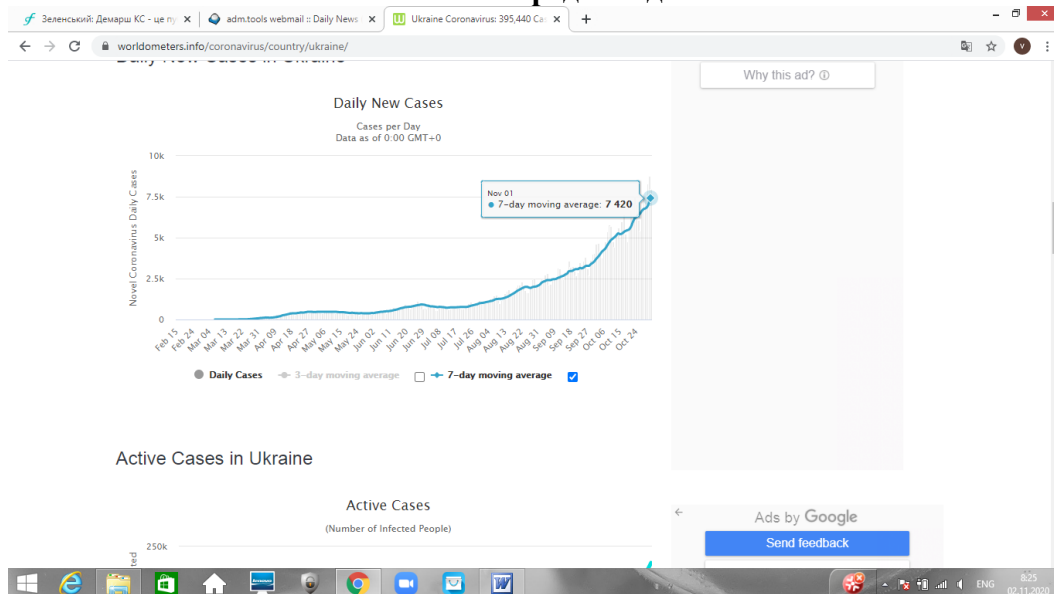 Зеленський: Демарш КС - це пу
adm.tools webmail :: Daily News
Ukraine Coronavirus: 395,440 Ca
worldometers.info/coronavirus/country/ukraine/
V
Daily New Cases in Ukraine
Why this ad?
Daily New Cases
Cases per Day
Data as of 0:00 GMT+0
Novel Coronavirus Daily Cases
10k
7.5k
5k
2.5k
0
Nov 01
7-day moving average: 7 420
Feb 15
Feb 24
Mar 04
Mar 13
Mar 22
Mar 31
Apr 09
Apr 18
Apr 27
May 06
May 15
May 24
Jun 02
Jun 11
Jun 20
Jun 29
Jul 08
Jul 17
Jul 26
Aug 04
Aug 13
Aug 22
Aug 31
Sep 09
Sep 18
Sep 27
Oct 06
Oct 15
Oct 24
Daily Cases
3-day moving average
7-day moving average
Active Cases in Ukraine
Active Cases
(Number of Infected People)
250k
Ads by Google
Send feedback
ENG
8:25
02.11.2020